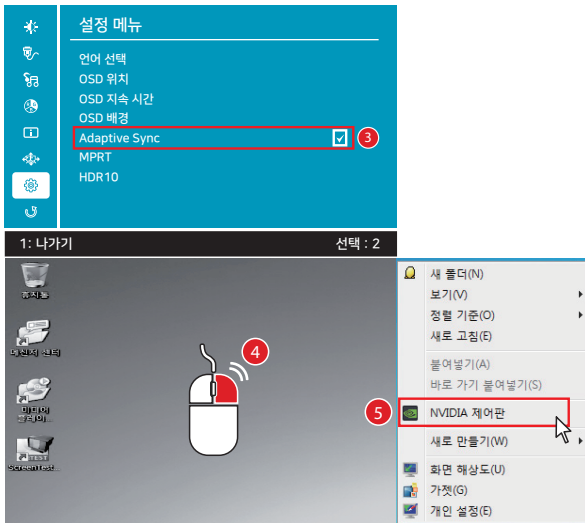 설정 메뉴
언어 선택
OSD 위치
OSD 지속 시간
OSD 배경
Adaptive Sync
3
MPRT
HDR10
1: 나가기
선택 : 2
휴지통
4
ScreenTest...
새 폴더(N)
보기(V)
정렬 기준(O)
새로 고침(E)
붙여넣기(A)
바로 가기 붙여넣기(S)
5
NVIDIA 제어판
새로 만들기(W)
화면 해상도(U)
가젯(G)
개인 설정(E)